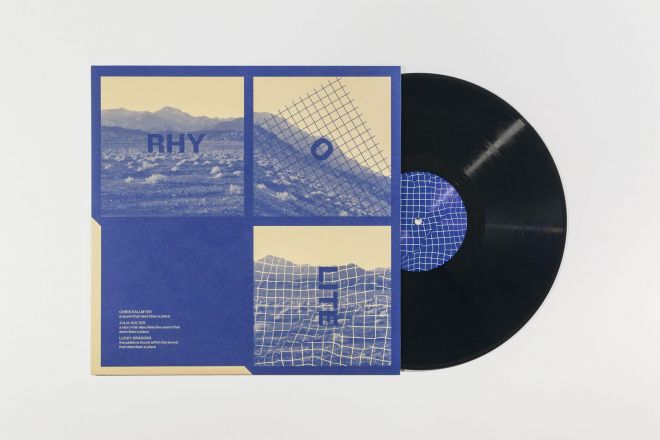 RHY
O
LITE
CHRIS KALLMYER
a sound that describes a place
JULIA HOLTER
a story that describes the sound that
describes a place
LUCKY DRAGONS
the patterns found within the sound
that describes a place